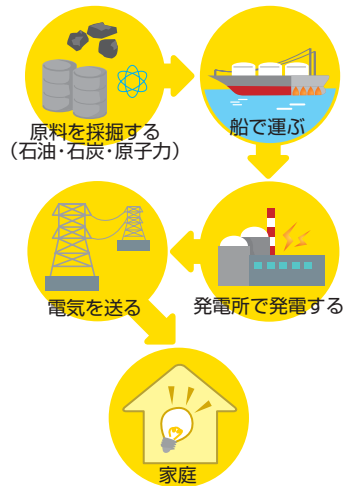 原料を採掘する
（石油・石炭・原子力）
船で運ぶ
発電所で発電する
電気を送る
家庭